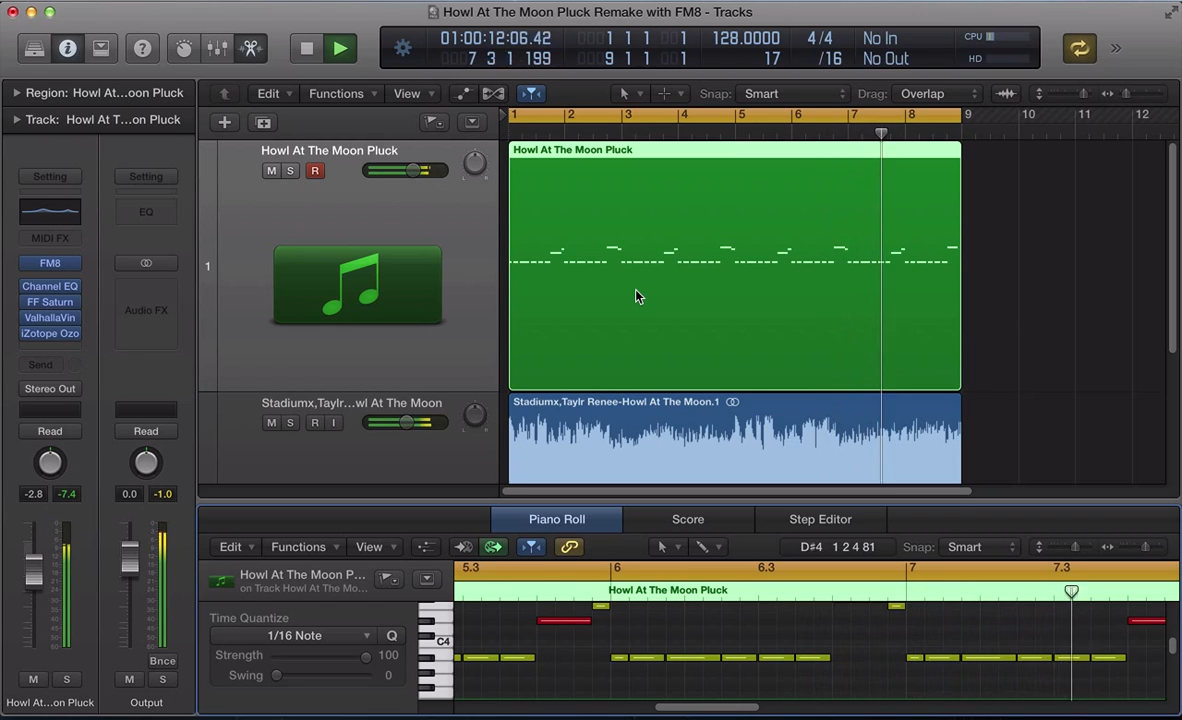 Howl At The Moon Pluck Remake with FM8 - Tracks
01:00:12:06.42 1 1 1 1 128.0000 4/4 No In CPU
7 3 1 199 9 1 1 1 17 /16 No Out HD
Region: Howl At...oon Pluck
Edit Functions View Snap: Smart Drag: Overlap
Track: Howl At T...on Pluck
1 2 3 4 5 6 7 8 9 10 11 12
Howl At The Moon Pluck
M S R
L R
Howl At The Moon Pluck
1
Setting Setting
EQ
MIDI FX
FM8
Channel EQ
FF Saturn
ValhallaVin
iZotope Ozo
Audio FX
Send
Stereo Out
Read Read
-2.8 -7.4 0.0 -1.0
Stadiumx,Taylr...wl At The Moon
M S R I
L R
Stadiumx,Taylr Renee-Howl At The Moon.1
Piano Roll Score Step Editor
Edit Functions View D#4 1 2 4 81 Snap: Smart
5.3 6 6.3 7 7.3
Howl At The Moon P...
on Track Howl At The Mo...
Howl At The Moon Pluck
Time Quantize
1/16 Note Q
Strength 100
Swing 0
C4
Bnce
M S M S
Howl At...on Pluck Output